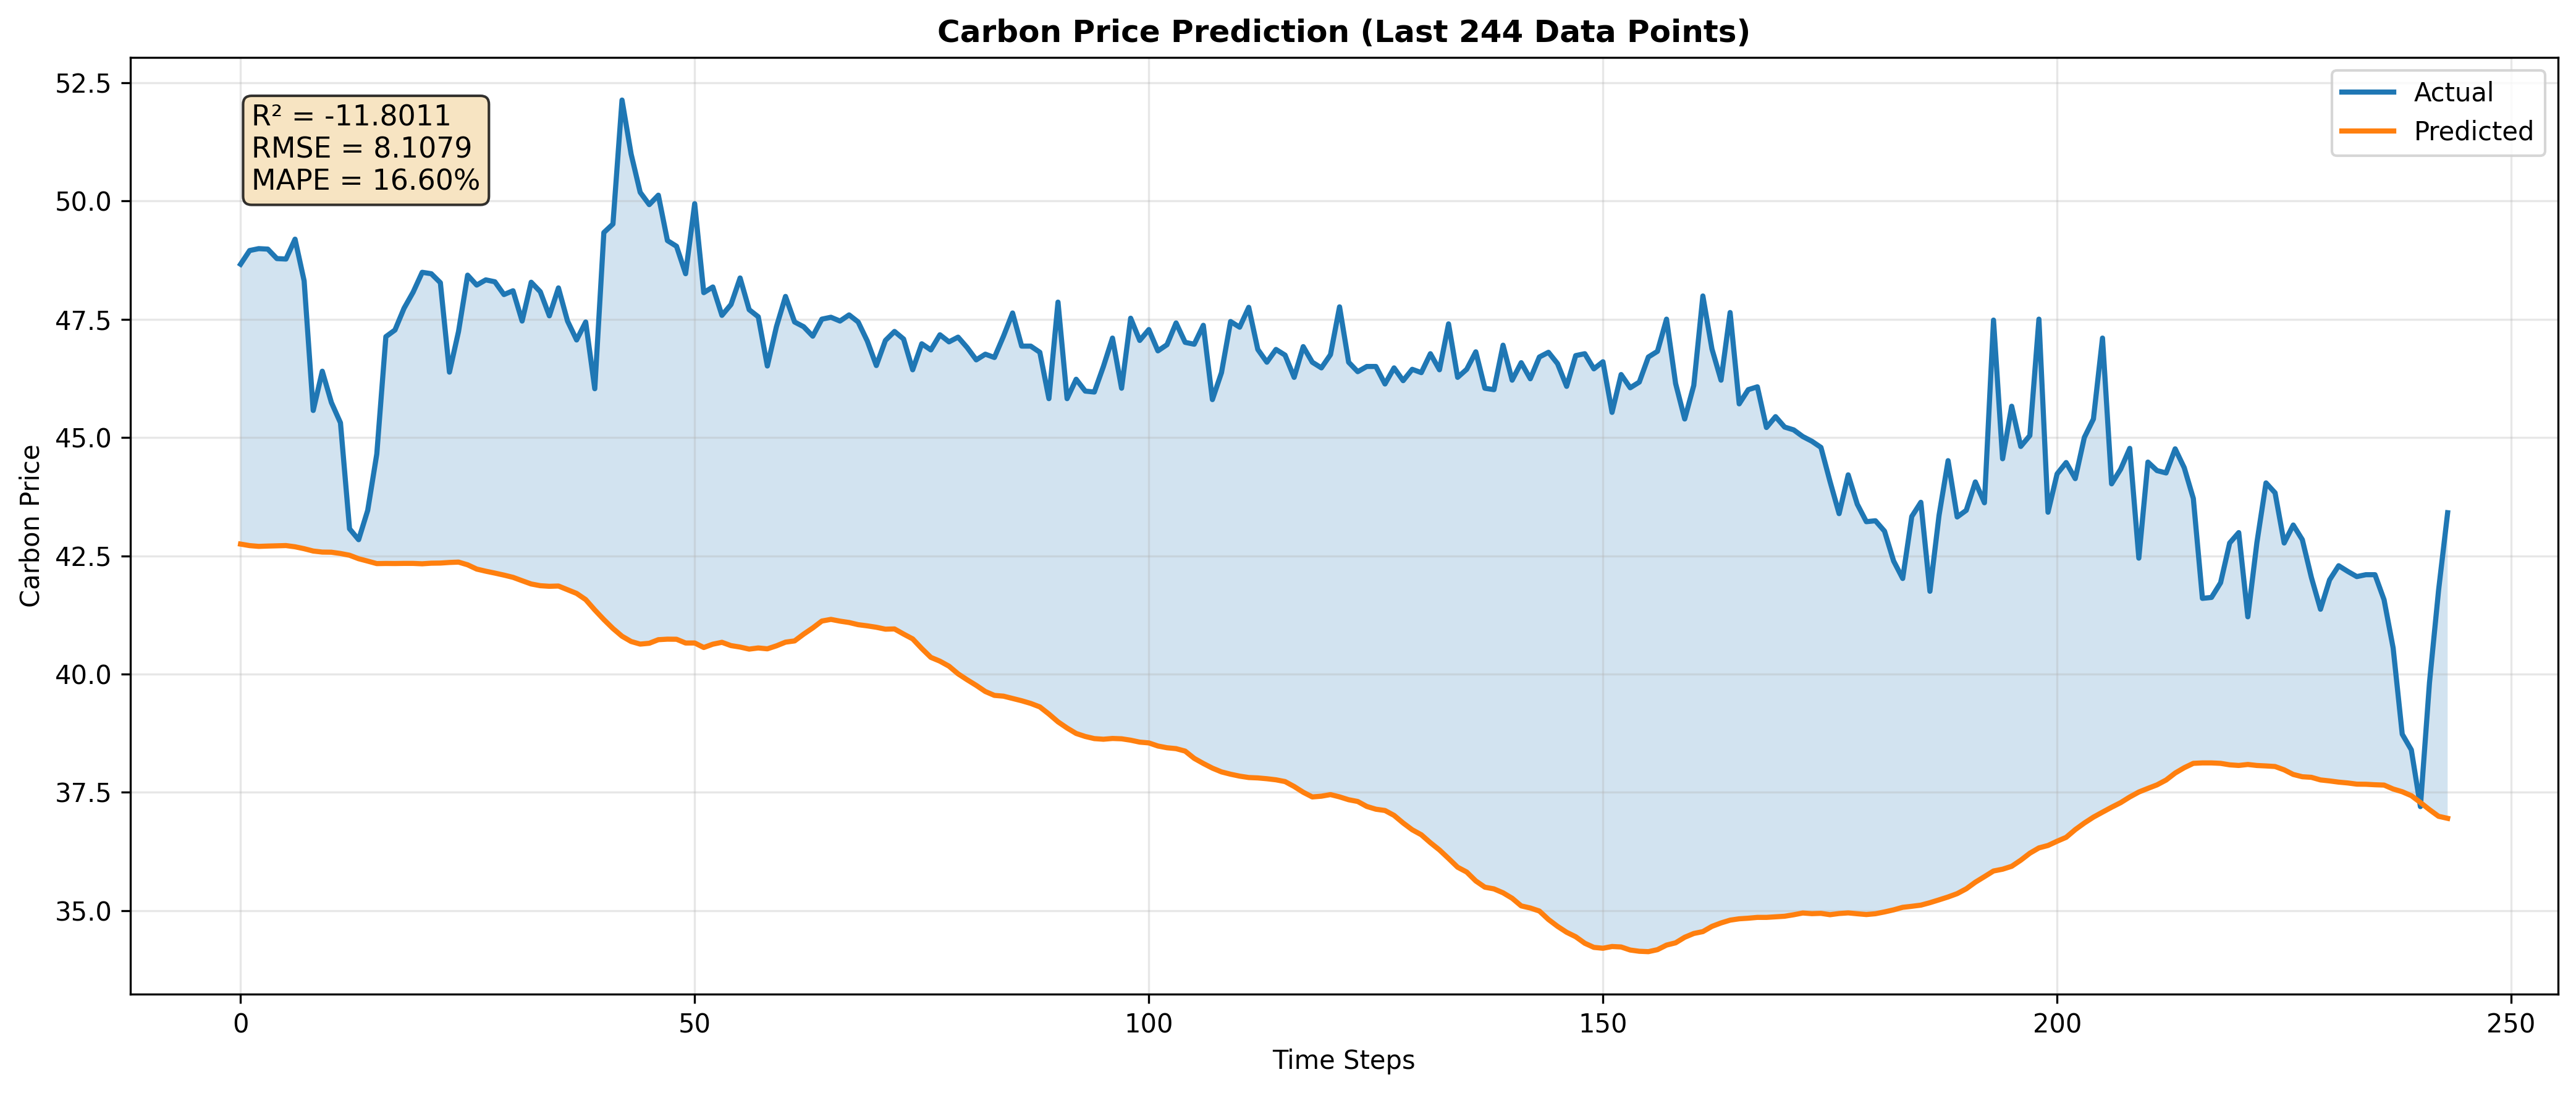 Carbon Price Prediction (Last 244 Data Points)
R² = -11.8011
RMSE = 8.1079
MAPE = 16.60%
Actual
Predicted
Carbon Price
52.5
50.0
47.5
45.0
42.5
40.0
37.5
35.0
0 50 100 150 200 250
Time Steps